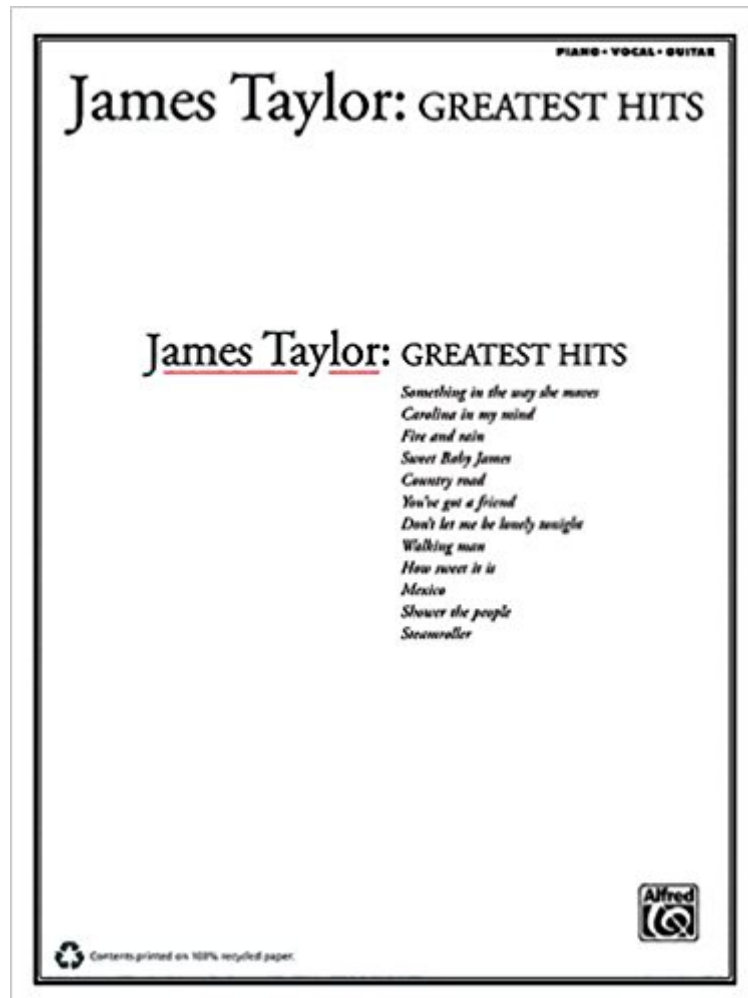 PIANO • VOCAL • GUITAR
James Taylor: GREATEST HITS
James Taylor: GREATEST HITS
Something in the way she moves
Carolina in my mind
Fire and rain
Sweet Baby James
Country road
You've got a friend
Don't let me be lonely tonight
Walking man
How sweet it is
Mexico
Shower the people
Steamroller
Alfred
Contents printed on 100% recycled paper.